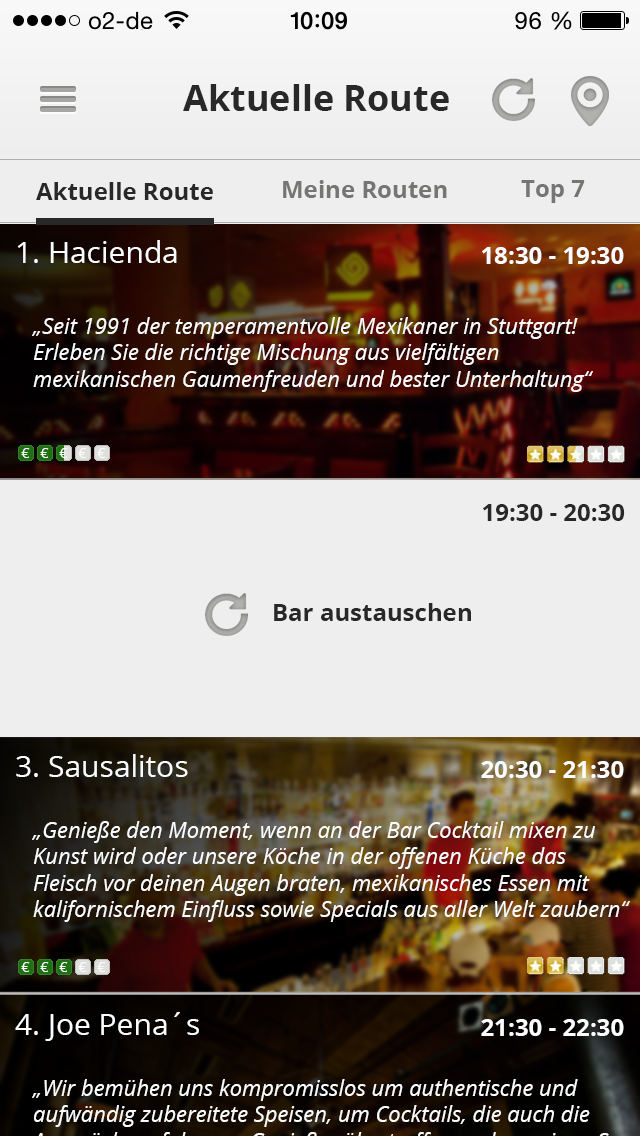 o2-de 10:09 96 %
Aktuelle Route
Aktuelle Route Meine Routen Top 7
1. Hacienda 18:30 - 19:30
„Seit 1991 der temperamentvolle Mexikaner in Stuttgart!
Erleben Sie die richtige Mischung aus vielfältigen
mexikanischen Gaumenfreuden und bester Unterhaltung“
€ € € € €
19:30 - 20:30
Bar austauschen
3. Sausalitos 20:30 - 21:30
„Genieße den Moment, wenn an der Bar Cocktail mixen zu
Kunst wird oder unsere Köche in der offenen Küche das
Fleisch vor deinen Augen braten, mexikanisches Essen mit
kalifornischem Einfluss sowie Specials aus aller Welt zaubern“
€ € € € €
4. Joe Pena´s 21:30 - 22:30
„Wir bemühen uns kompromisslos um authentische und
aufwändig zubereitete Speisen, um Cocktails, die auch die